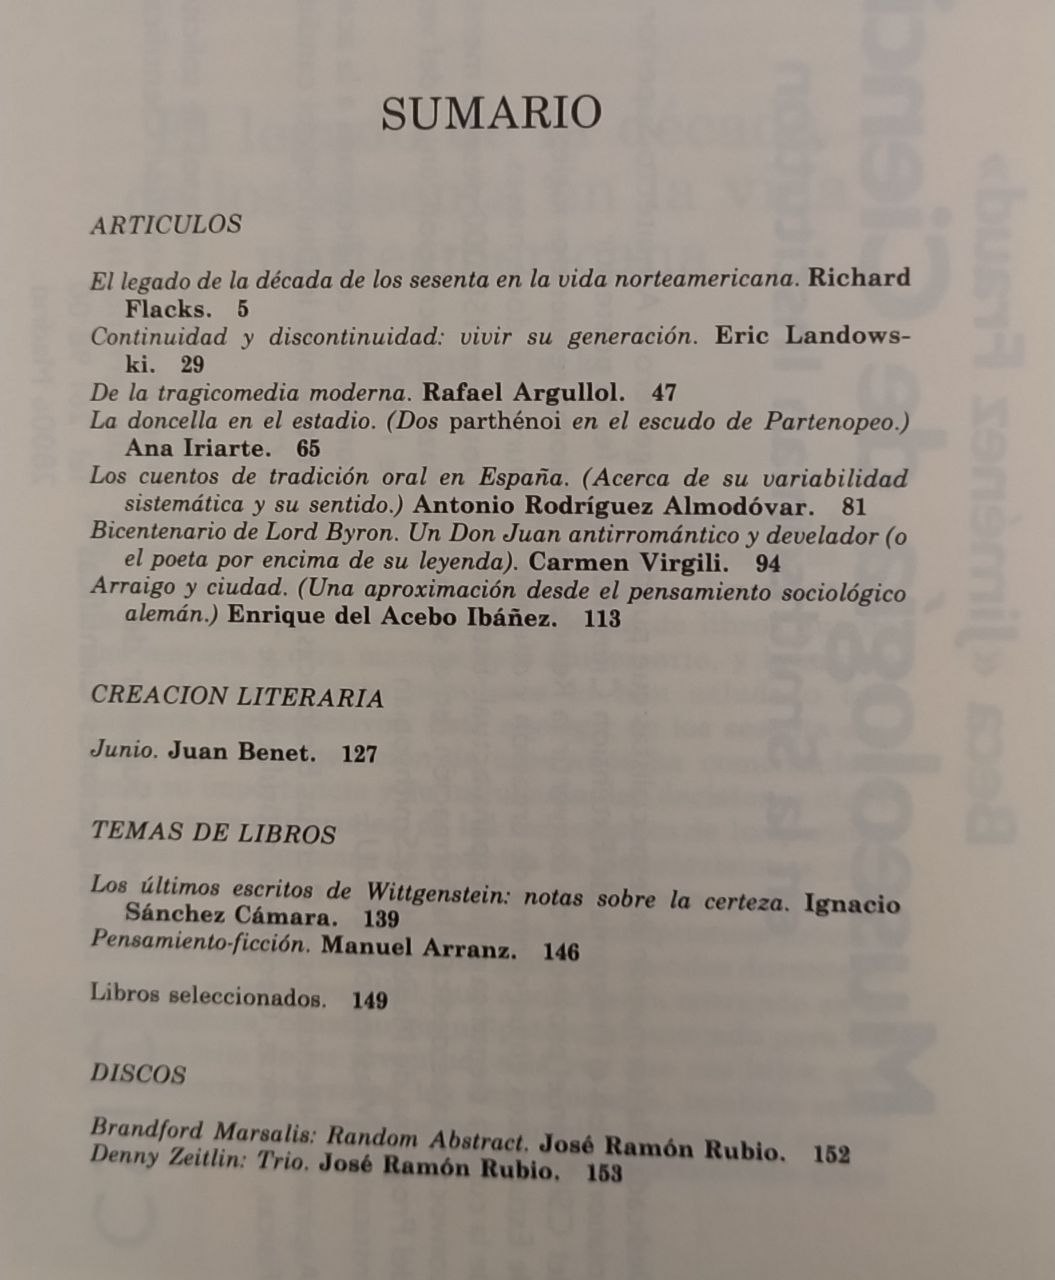 SUMARIO
ARTICULOS
El legado de la década de los sesenta en la vida norteamericana. Richard
Flacks. 5
Continuidad y discontinuidad: vivir su generación. Eric Landows-
ki. 29
De la tragicomedia moderna. Rafael Argullol. 47
La doncella en el estadio. (Dos parthénoi en el escudo de Partenopeo.)
Ana Iriarte. 65
Los cuentos de tradición oral en España. (Acerca de su variabilidad
sistemática y su sentido.) Antonio Rodríguez Almodóvar. 81
Bicentenario de Lord Byron. Un Don Juan antirromántico y develador (o
el poeta por encima de su leyenda). Carmen Virgili. 94
Arraigo y ciudad. (Una aproximación desde el pensamiento sociológico
alemán.) Enrique del Acebo Ibáñez. 113
CREACION LITERARIA
Junio. Juan Benet. 127
TEMAS DE LIBROS
Los últimos escritos de Wittgenstein: notas sobre la certeza. Ignacio
Sánchez Cámara. 139
Pensamiento-ficción. Manuel Arranz. 146
Libros seleccionados. 149
DISCOS
Brandford Marsalis: Random Abstract. José Ramón Rubio. 152
Denny Zeitlin: Trio. José Ramón Rubio. 153